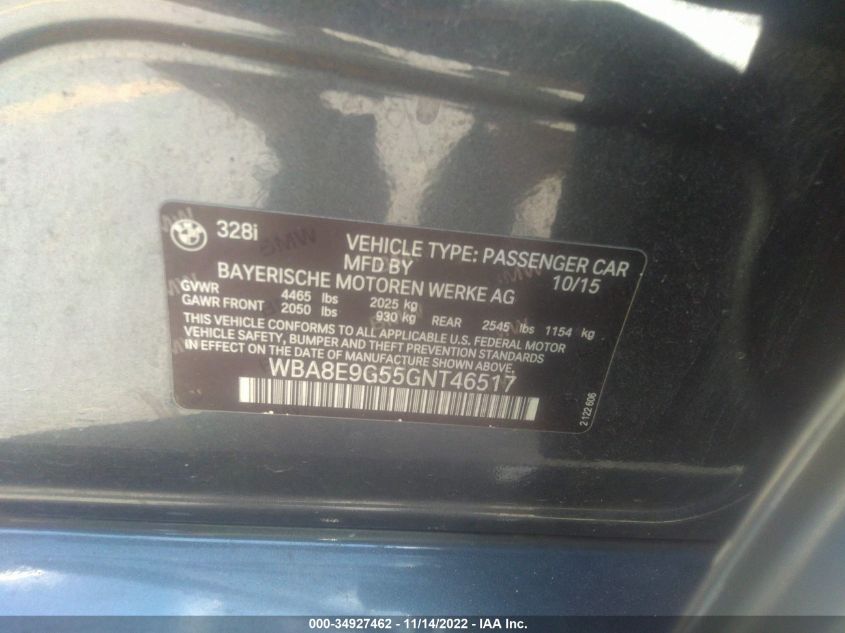 328i
VEHICLE TYPE: PASSENGER CAR
MFD BY 10/15
BAYERISCHE MOTOREN WERKE AG
GVWR 4465 lbs 2025 kg
GAWR FRONT 2050 lbs 930 kg REAR 2545 lbs 1154 kg
THIS VEHICLE CONFORMS TO ALL APPLICABLE U.S. FEDERAL MOTOR
VEHICLE SAFETY, BUMPER AND THEFT PREVENTION STANDARDS
IN EFFECT ON THE DATE OF MANUFACTURE SHOWN ABOVE.
WBA8E9G55GNT46517
2122 606
000-34927462 - 11/14/2022 - IAA Inc.